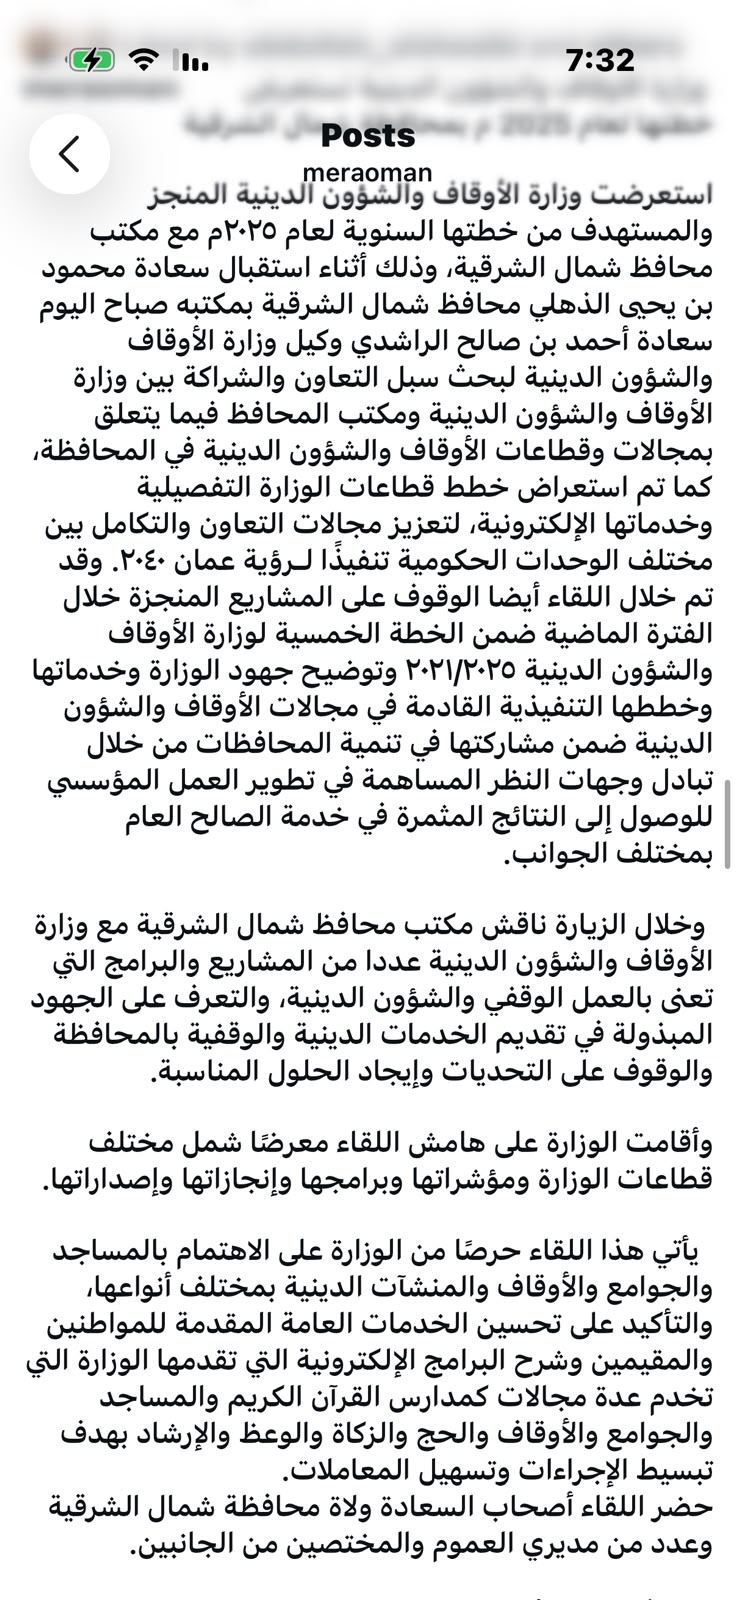 7:32
Posts
meraoman
خطتها لعام 2025 م بمحافظة شمال الشرقية
استعرضت وزارة الأوقاف والشؤون الدينية المنجز
والمستهدف من خطتها السنوية لعام ٢٠٢٥م مع مكتب
محافظ شمال الشرقية، وذلك أثناء استقبال سعادة محمود
بن يحيى الذهلي محافظ شمال الشرقية بمكتبه صباح اليوم
سعادة أحمد بن صالح الراشدي وكيل وزارة الأوقاف
والشؤون الدينية لبحث سبل التعاون والشراكة بين وزارة
الأوقاف والشؤون الدينية ومكتب المحافظ فيما يتعلق
بمجالات وقطاعات الأوقاف والشؤون الدينية في المحافظة،
كما تم استعراض خطط قطاعات الوزارة التفصيلية
وخدماتها الإلكترونية، لتعزيز مجالات التعاون والتكامل بين
مختلف الوحدات الحكومية تنفيذًا لـرؤية عمان ٢٠٤٠. وقد
تم خلال اللقاء أيضا الوقوف على المشاريع المنجزة خلال
الفترة الماضية ضمن الخطة الخمسية لوزارة الأوقاف
والشؤون الدينية ٢٠٢١/٢٠٢٥ وتوضيح جهود الوزارة وخدماتها
وخططها التنفيذية القادمة في مجالات الأوقاف والشؤون
الدينية ضمن مشاركتها في تنمية المحافظات من خلال
تبادل وجهات النظر المساهمة في تطوير العمل المؤسسي
للوصول إلى النتائج المثمرة في خدمة الصالح العام
بمختلف الجوانب.
وخلال الزيارة ناقش مكتب محافظ شمال الشرقية مع وزارة
الأوقاف والشؤون الدينية عددا من المشاريع والبرامج التي
تعنى بالعمل الوقفي والشؤون الدينية، والتعرف على الجهود
المبذولة في تقديم الخدمات الدينية والوقفية بالمحافظة
والوقوف على التحديات وإيجاد الحلول المناسبة.
وأقامت الوزارة على هامش اللقاء معرضًا شمل مختلف
قطاعات الوزارة ومؤشراتها وبرامجها وإنجازاتها وإصداراتها.
يأتي هذا اللقاء حرصًا من الوزارة على الاهتمام بالمساجد
والجوامع والأوقاف والمنشآت الدينية بمختلف أنواعها،
والتأكيد على تحسين الخدمات العامة المقدمة للمواطنين
والمقيمين وشرح البرامج الإلكترونية التي تقدمها الوزارة التي
تخدم عدة مجالات كمدارس القرآن الكريم والمساجد
والجوامع والأوقاف والحج والزكاة والوعظ والإرشاد بهدف
تبسيط الإجراءات وتسهيل المعاملات.
حضر اللقاء أصحاب السعادة ولاة محافظة شمال الشرقية
وعدد من مديري العموم والمختصين من الجانبين.